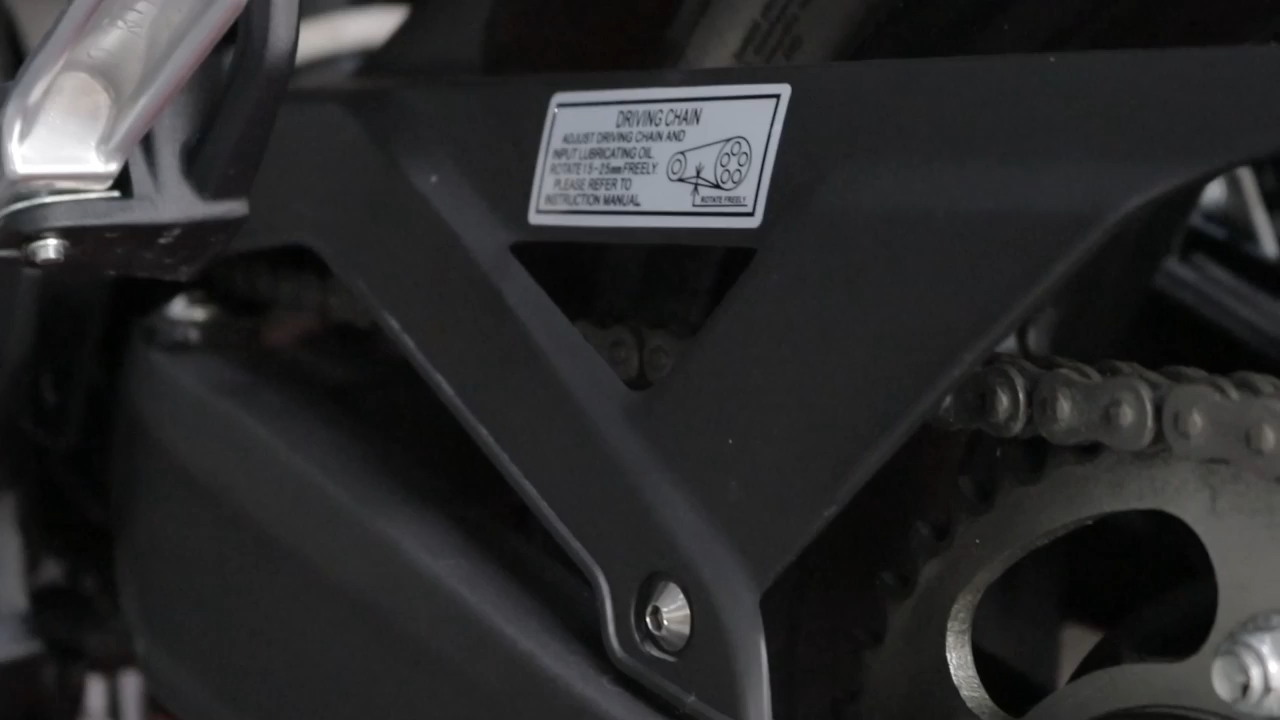 DRIVING CHAIN
ADJUST DRIVING CHAIN AND
INPUT LUBRICATING OIL.
ROTATE 15-25mm FREELY.
PLEASE REFER TO
INSTRUCTION MANUAL.
ROTATE FREELY